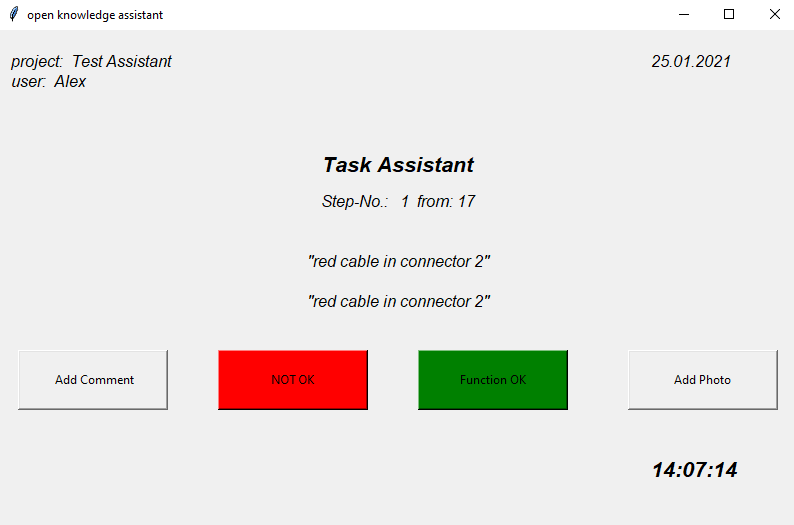 open knowledge assistant
project: Test Assistant
25.01.2021
user: Alex
Task Assistant
Step-No.: 1 from: 17
"red cable in connector 2"
"red cable in connector 2"
Add Comment
NOT OK
Function OK
Add Photo
14:07:14